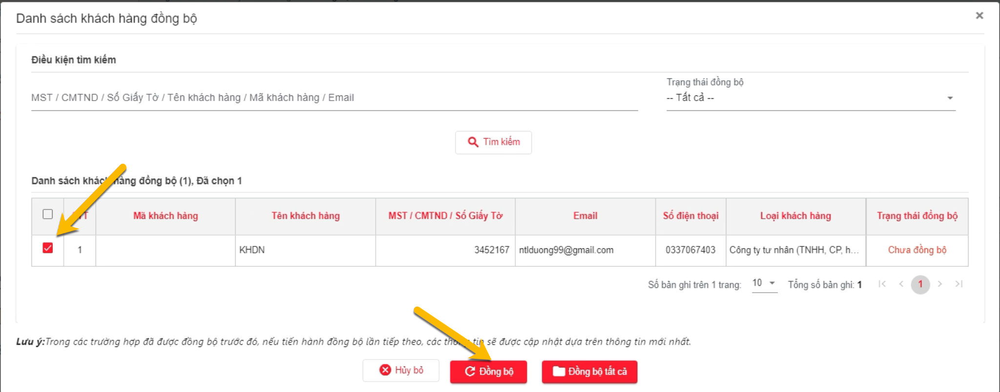 Danh sách khách hàng đồng bộ
Điều kiện tìm kiếm
Trạng thái đồng bộ
MST / CMTND / Số Giấy Tờ / Tên khách hàng / Mã khách hàng / Email
-- Tất cả --
Tìm kiếm
Danh sách khách hàng đồng bộ (1), Đã chọn 1
Mã khách hàng Tên khách hàng MST / CMTND / Số Giấy Tờ Email Số điện thoại Loại khách hàng Trạng thái đồng bộ
1 KHDN 3452167 ntlduong99@gmail.com 0337067403 Công ty tư nhân (TNHH, CP, h... Chưa đồng bộ
Số bản ghi trên 1 trang: 10 Tổng số bản ghi: 1 1
Lưu ý:Trong các trường hợp đã được đồng bộ trước đó, nếu tiến hành đồng bộ lần tiếp theo, các thông tin sẽ được cập nhật dựa trên thông tin mới nhất.
Hủy bỏ Đồng bộ Đồng bộ tất cả